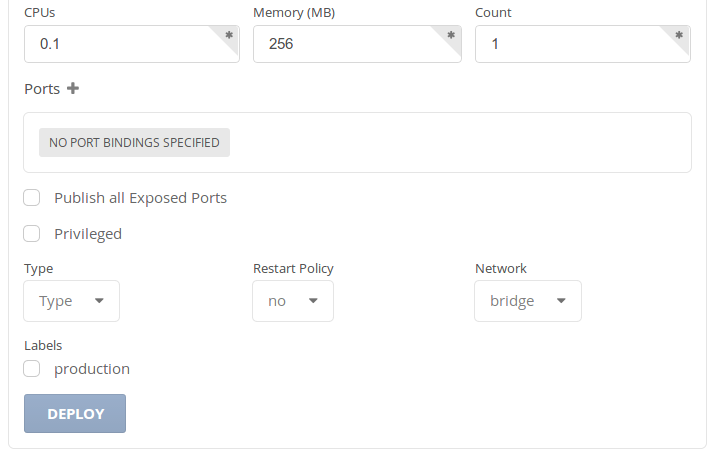 CPUs Memory (MB) Count
0.1 * 256 * 1 *
Ports +
NO PORT BINDINGS SPECIFIED
Publish all Exposed Ports
Privileged
Type Restart Policy Network
Type no bridge
Labels
production
DEPLOY